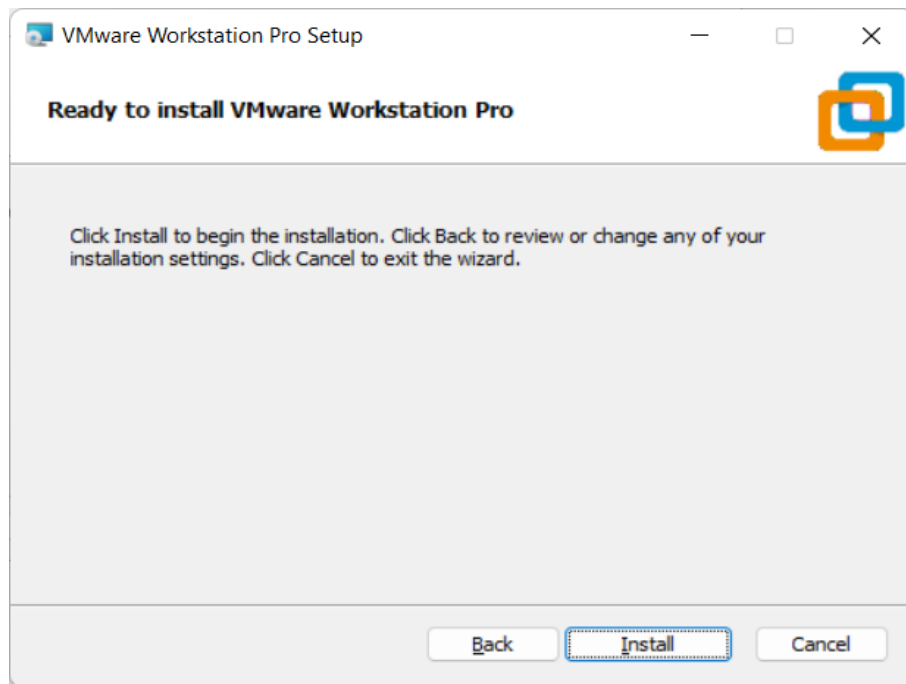 VMware Workstation Pro Setup
Ready to install VMware Workstation Pro
Click Install to begin the installation. Click Back to review or change any of your
installation settings. Click Cancel to exit the wizard.
Back Install Cancel